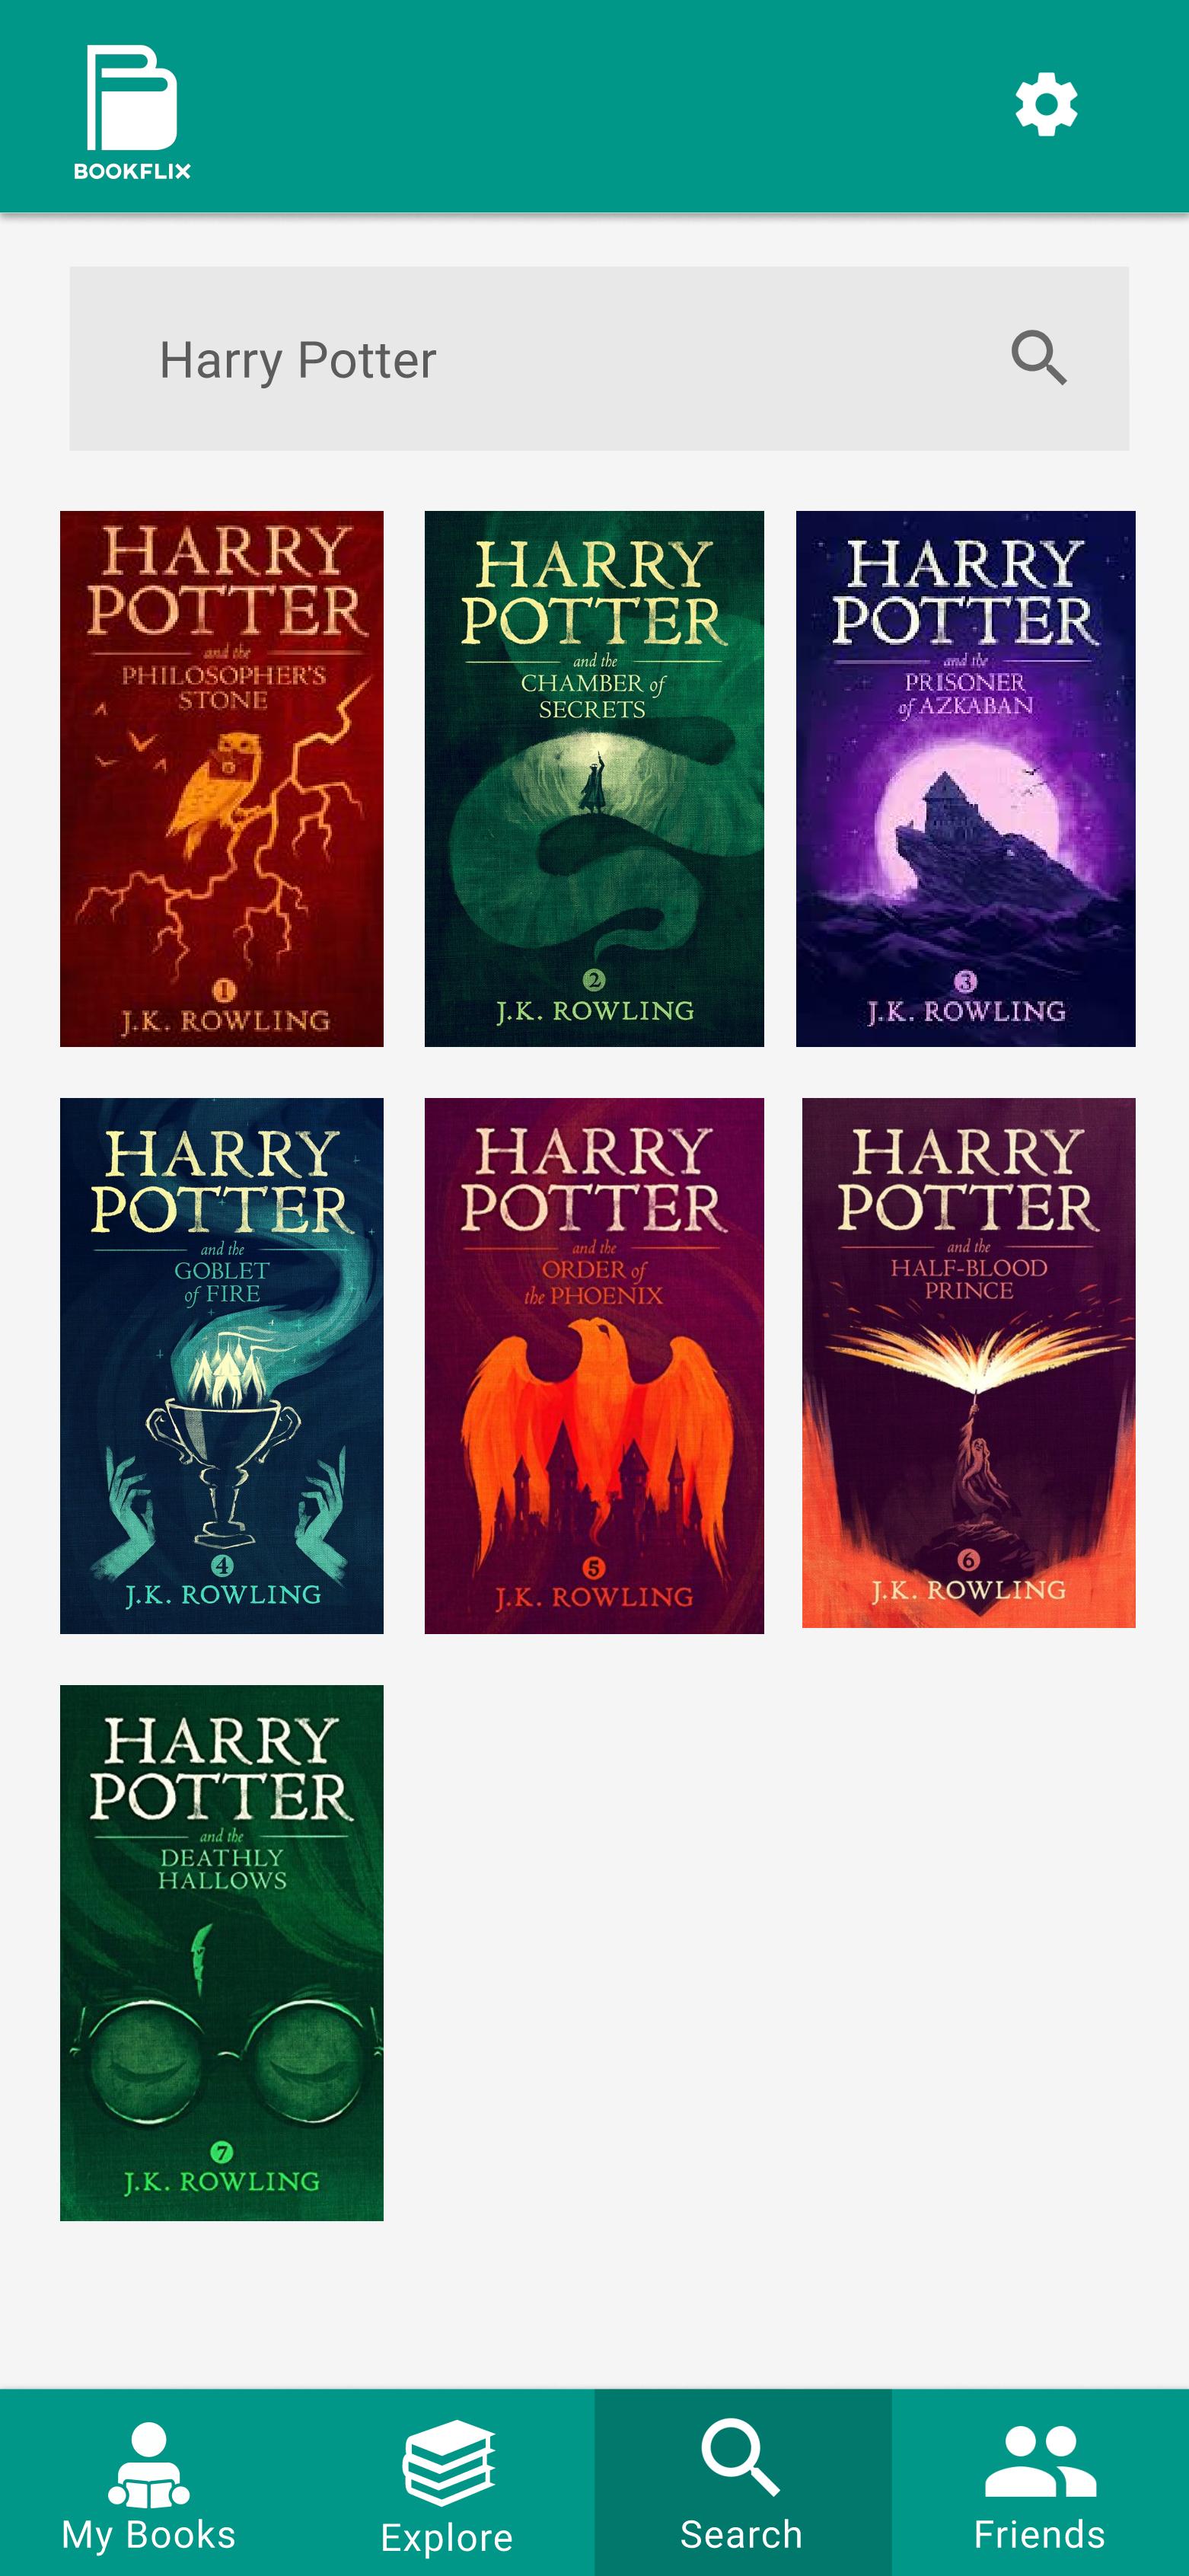 BOOKFLIX
Harry Potter
HARRY
POTTER
and the
PHILOSOPHER'S
STONE
1
J.K. ROWLING
HARRY
POTTER
and the
CHAMBER of
SECRETS
2
J.K. ROWLING
HARRY
POTTER
and the
PRISONER
of AZKABAN
3
J.K. ROWLING
HARRY
POTTER
and the
GOBLET
of FIRE
4
J.K. ROWLING
HARRY
POTTER
and the
ORDER of
the PHOENIX
5
J.K. ROWLING
HARRY
POTTER
and the
HALF-BLOOD
PRINCE
6
J.K. ROWLING
HARRY
POTTER
and the
DEATHLY
HALLOWS
7
J.K. ROWLING
My Books
Explore
Search
Friends